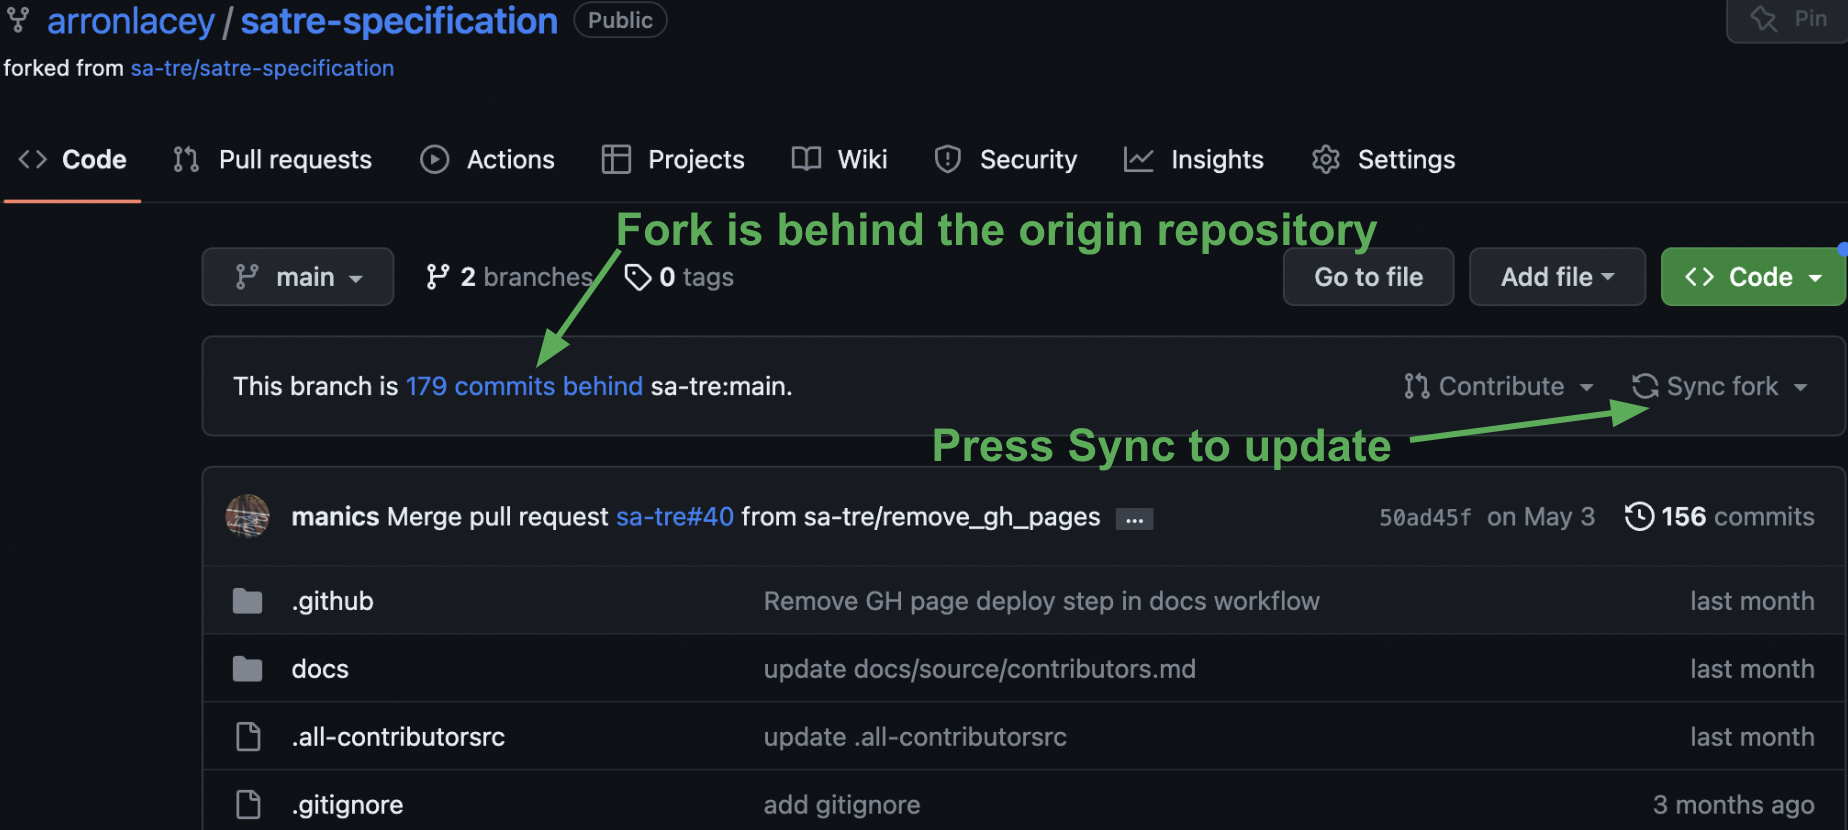 arronlacey / satre-specification Public Pin
forked from sa-tre/satre-specification
Code Pull requests Actions Projects Wiki Security Insights Settings
Fork is behind the origin repository
main 2 branches 0 tags Go to file Add file Code
This branch is 179 commits behind sa-tre:main. Contribute Sync fork
Press Sync to update
manics Merge pull request sa-tre#40 from sa-tre/remove_gh_pages ... 50ad45f on May 3 156 commits
.github Remove GH page deploy step in docs workflow last month
docs update docs/source/contributors.md last month
.all-contributorsrc update .all-contributorsrc last month
.gitignore add gitignore 3 months ago